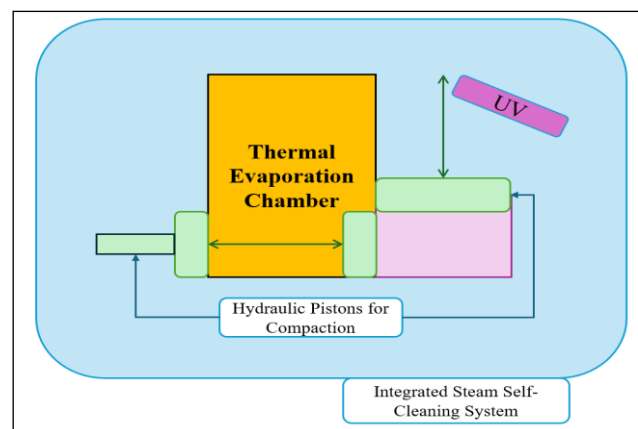 UV
Thermal
Evaporation
Chamber
Hydraulic Pistons for
Compaction
Integrated Steam Self-
Cleaning System